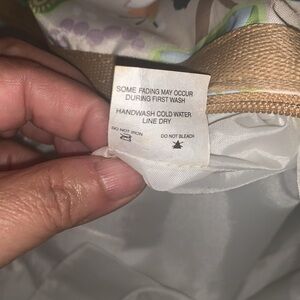 SOME FADING MAY OCCUR
DURING FIRST WASH
HANDWASH COLD WATER
LINE DRY
DO NOT IRON
DO NOT BLEACH